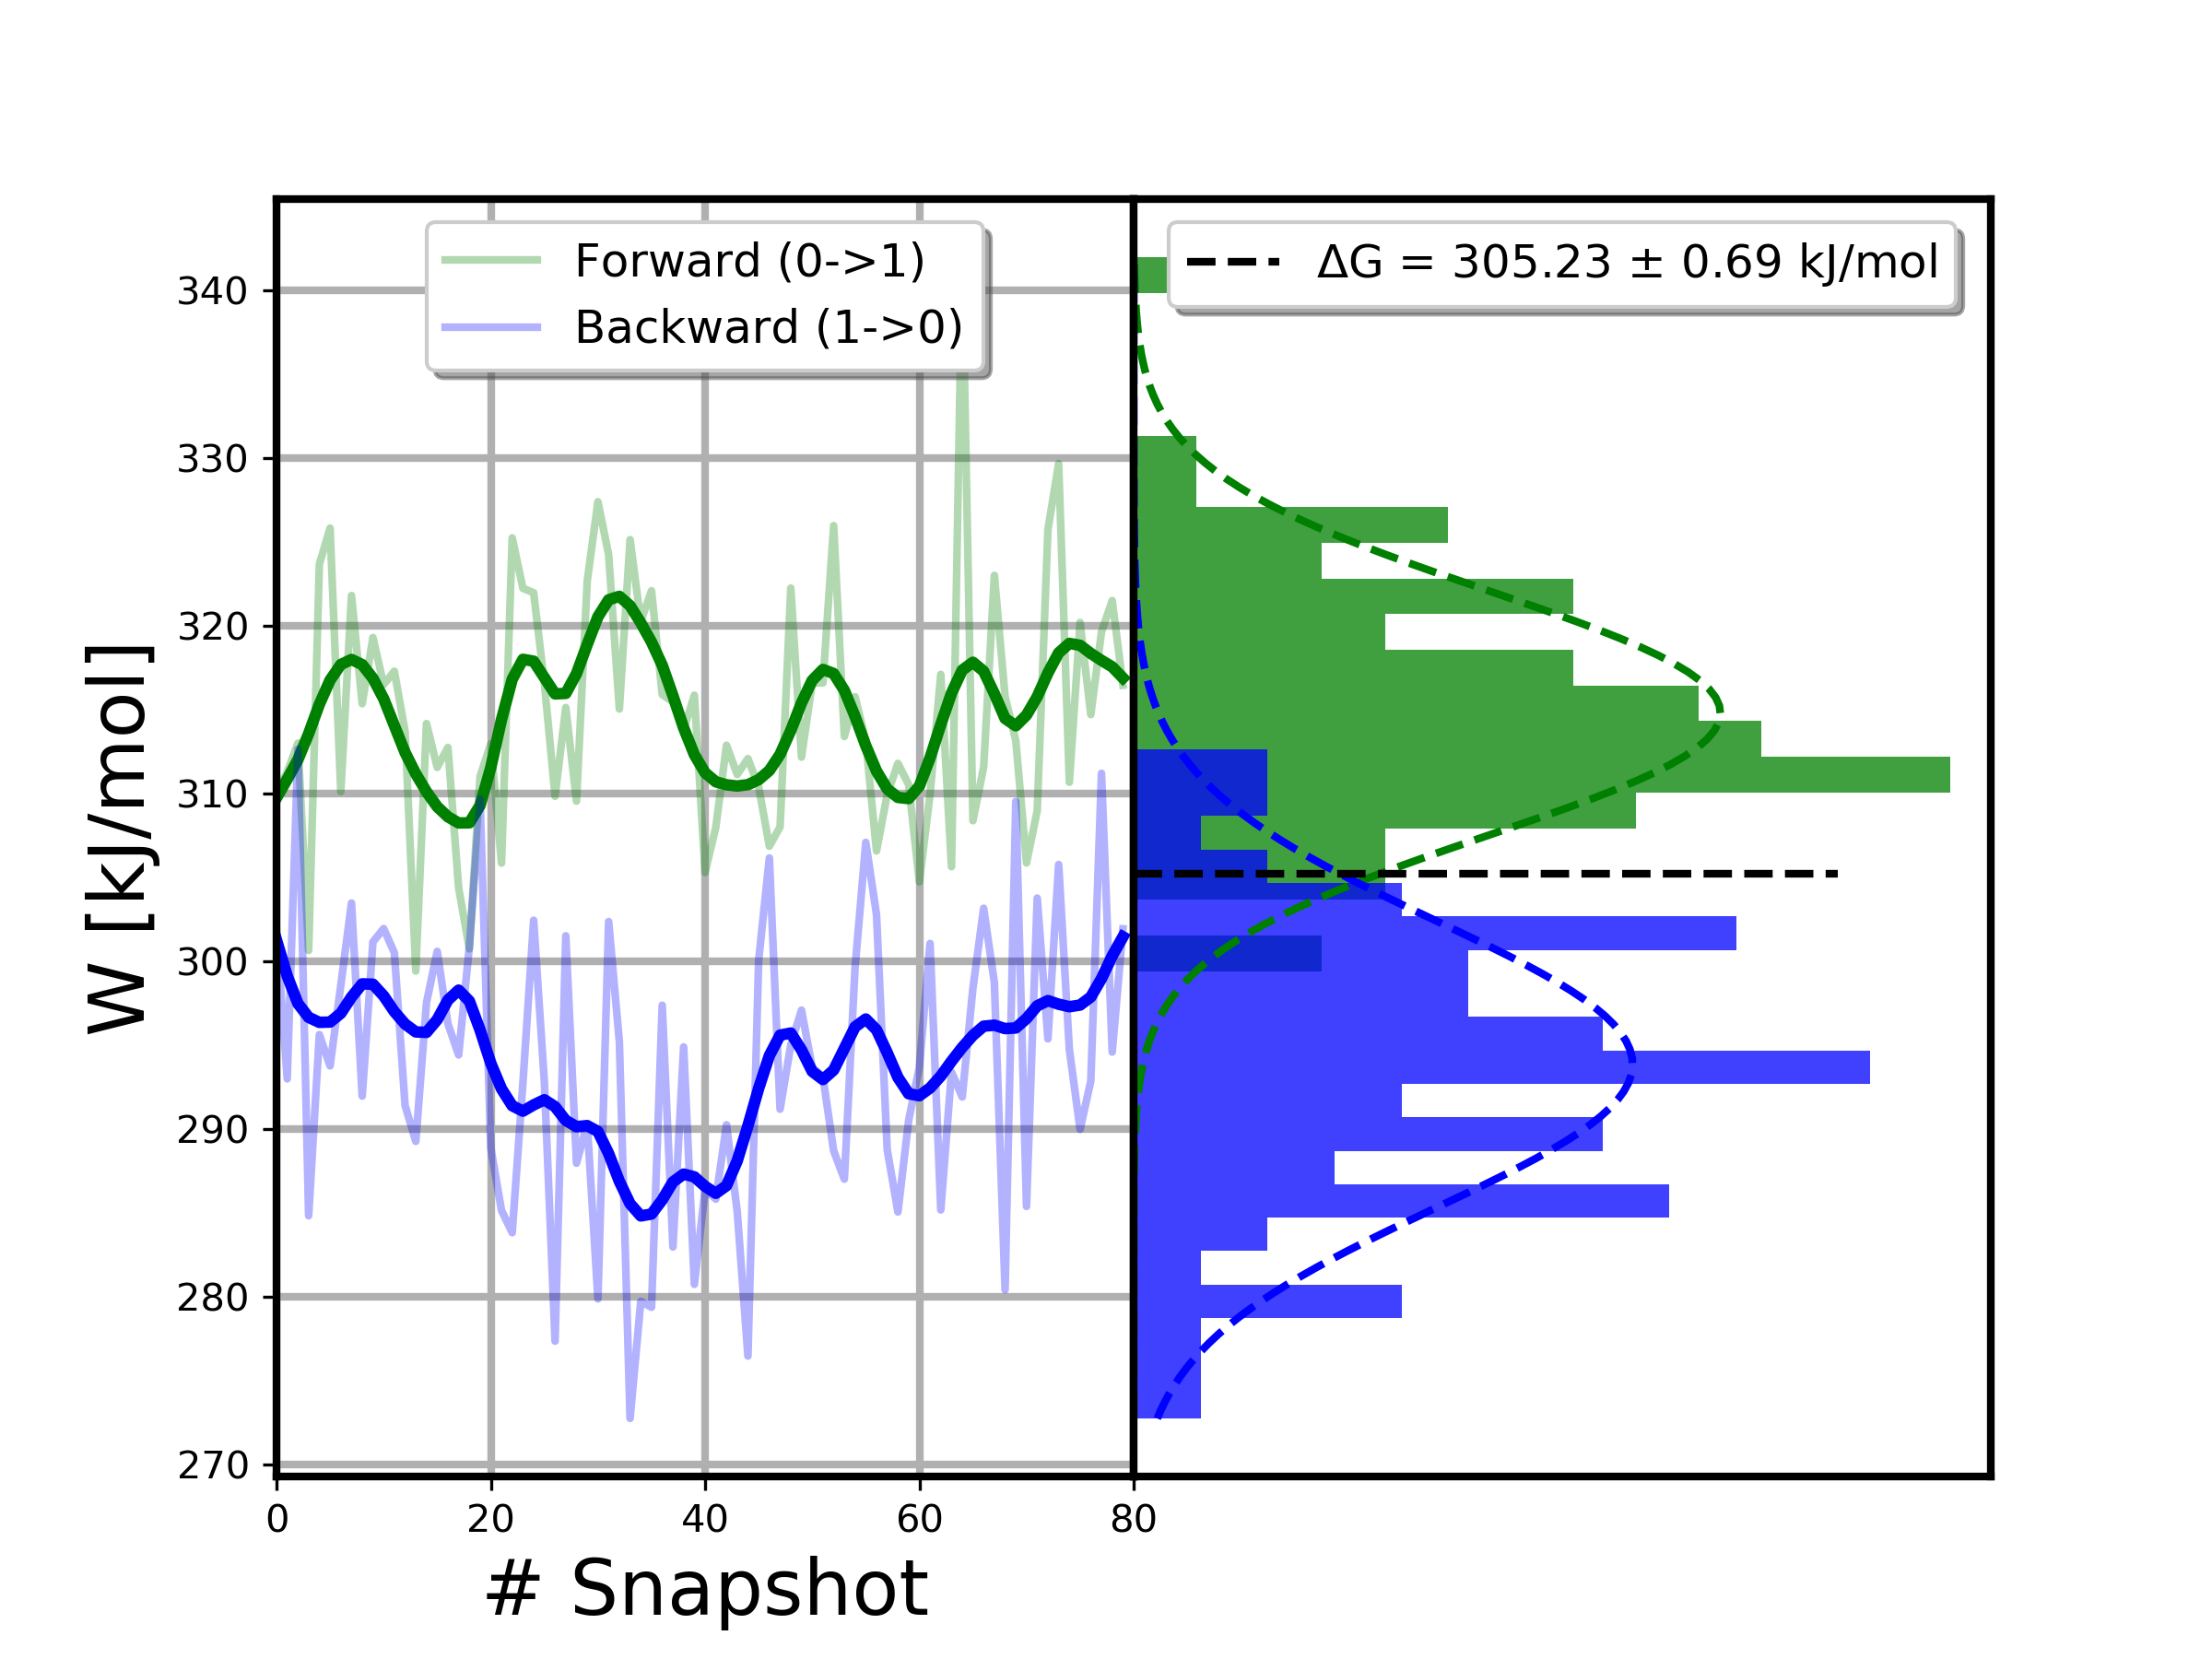 Forward (0->1)
Backward (1->0)
ΔG = 305.23 ± 0.69 kJ/mol
W [kJ/mol]
340
330
320
310
300
290
280
270
0 20 40 60 80
# Snapshot